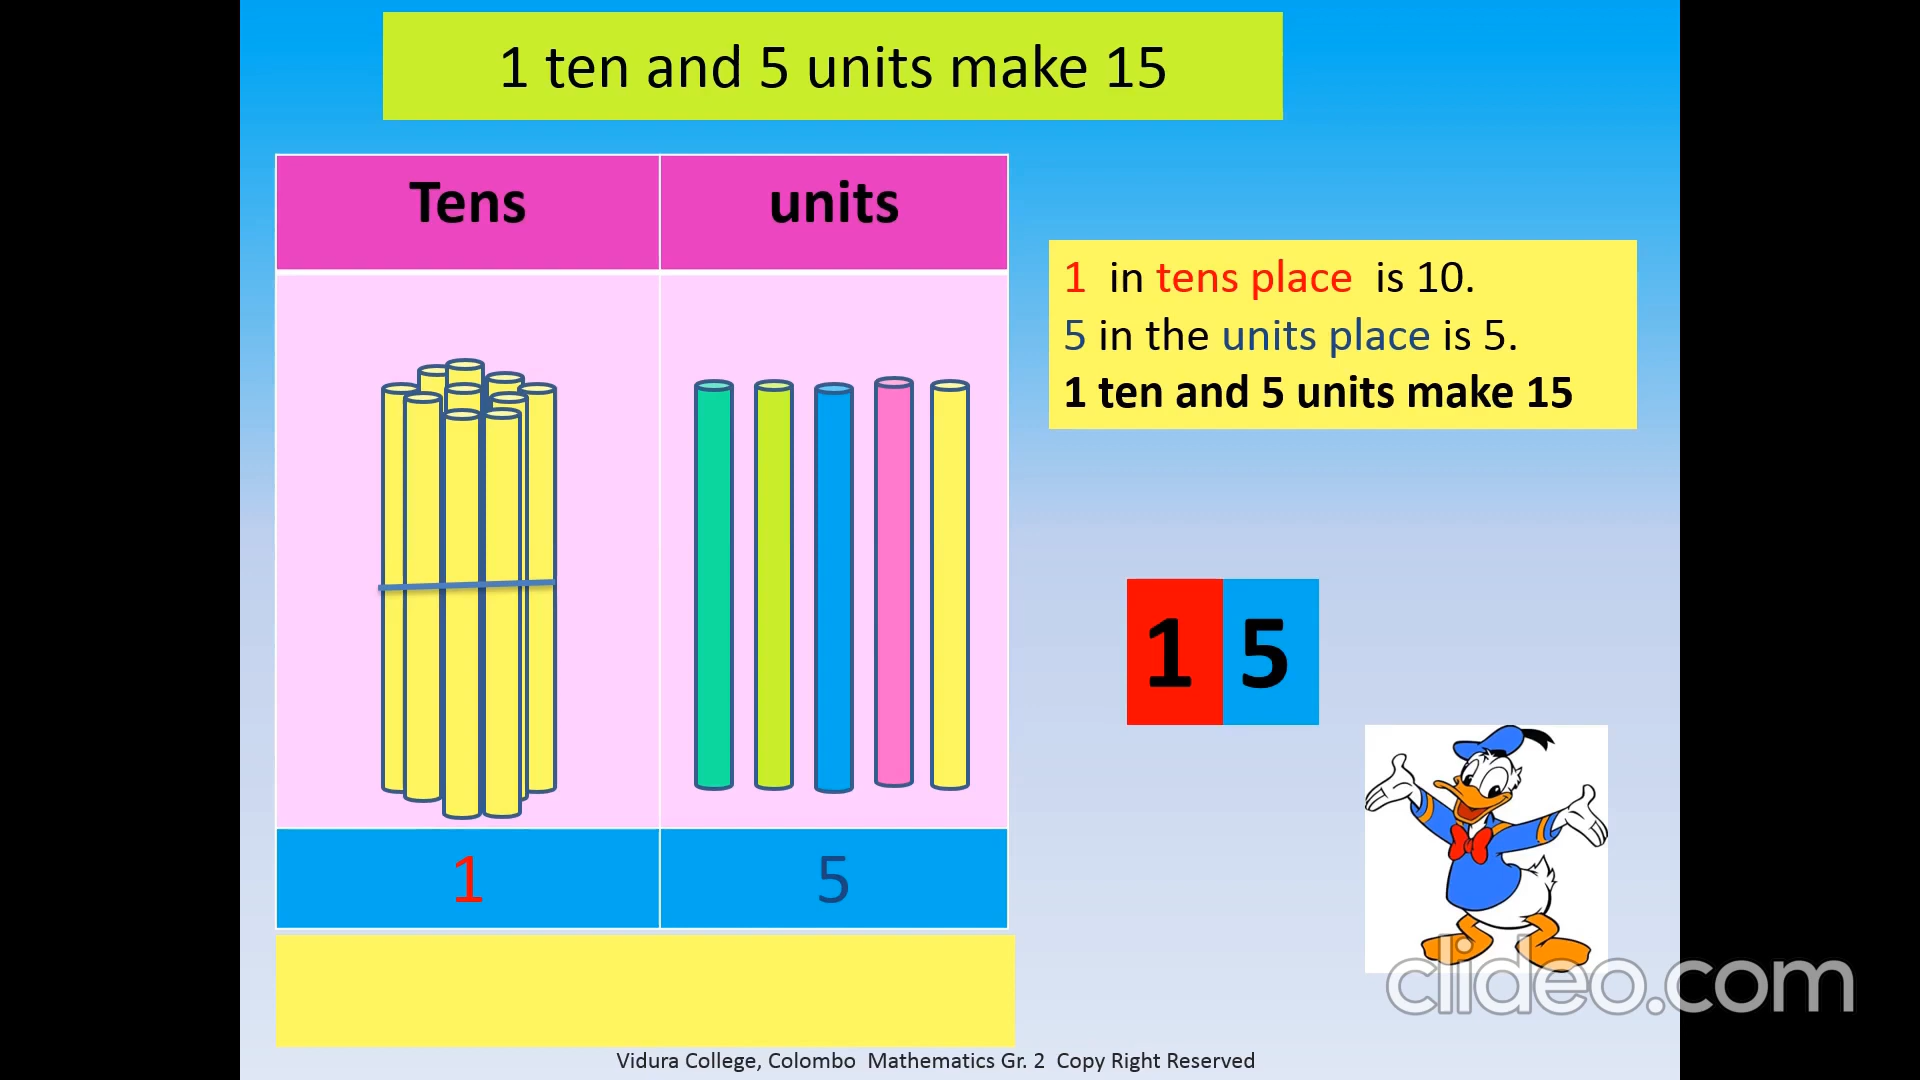 1 ten and 5 units make 15
Tens units
1 in tens place is 10.
5 in the units place is 5.
1 ten and 5 units make 15
1 5
1 5
clideo.com
Vidura College, Colombo Mathematics Gr. 2 Copy Right Reserved